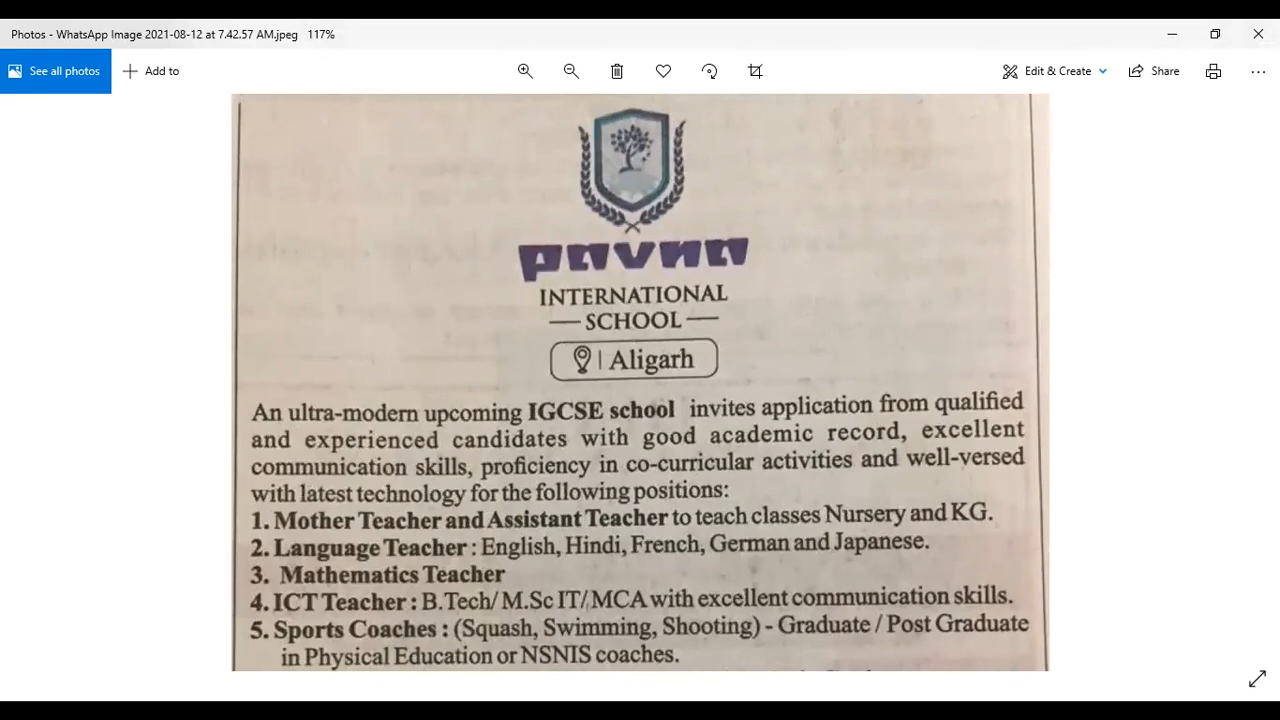 Photos - WhatsApp Image 2021-08-12 at 7.42.57 AM.jpeg 117%
See all photos
Add to
Edit & Create
Share
pavna
INTERNATIONAL
SCHOOL
Aligarh
An ultra-modern upcoming IGCSE school invites application from qualified
and experienced candidates with good academic record, excellent
communication skills, proficiency in co-curricular activities and well-versed
with latest technology for the following positions:
1. Mother Teacher and Assistant Teacher to teach classes Nursery and KG.
2. Language Teacher : English, Hindi, French, German and Japanese.
3. Mathematics Teacher
4. ICT Teacher : B.Tech/ M.Sc IT/ MCA with excellent communication skills.
5. Sports Coaches : (Squash, Swimming, Shooting) - Graduate / Post Graduate
in Physical Education or NSNIS coaches.